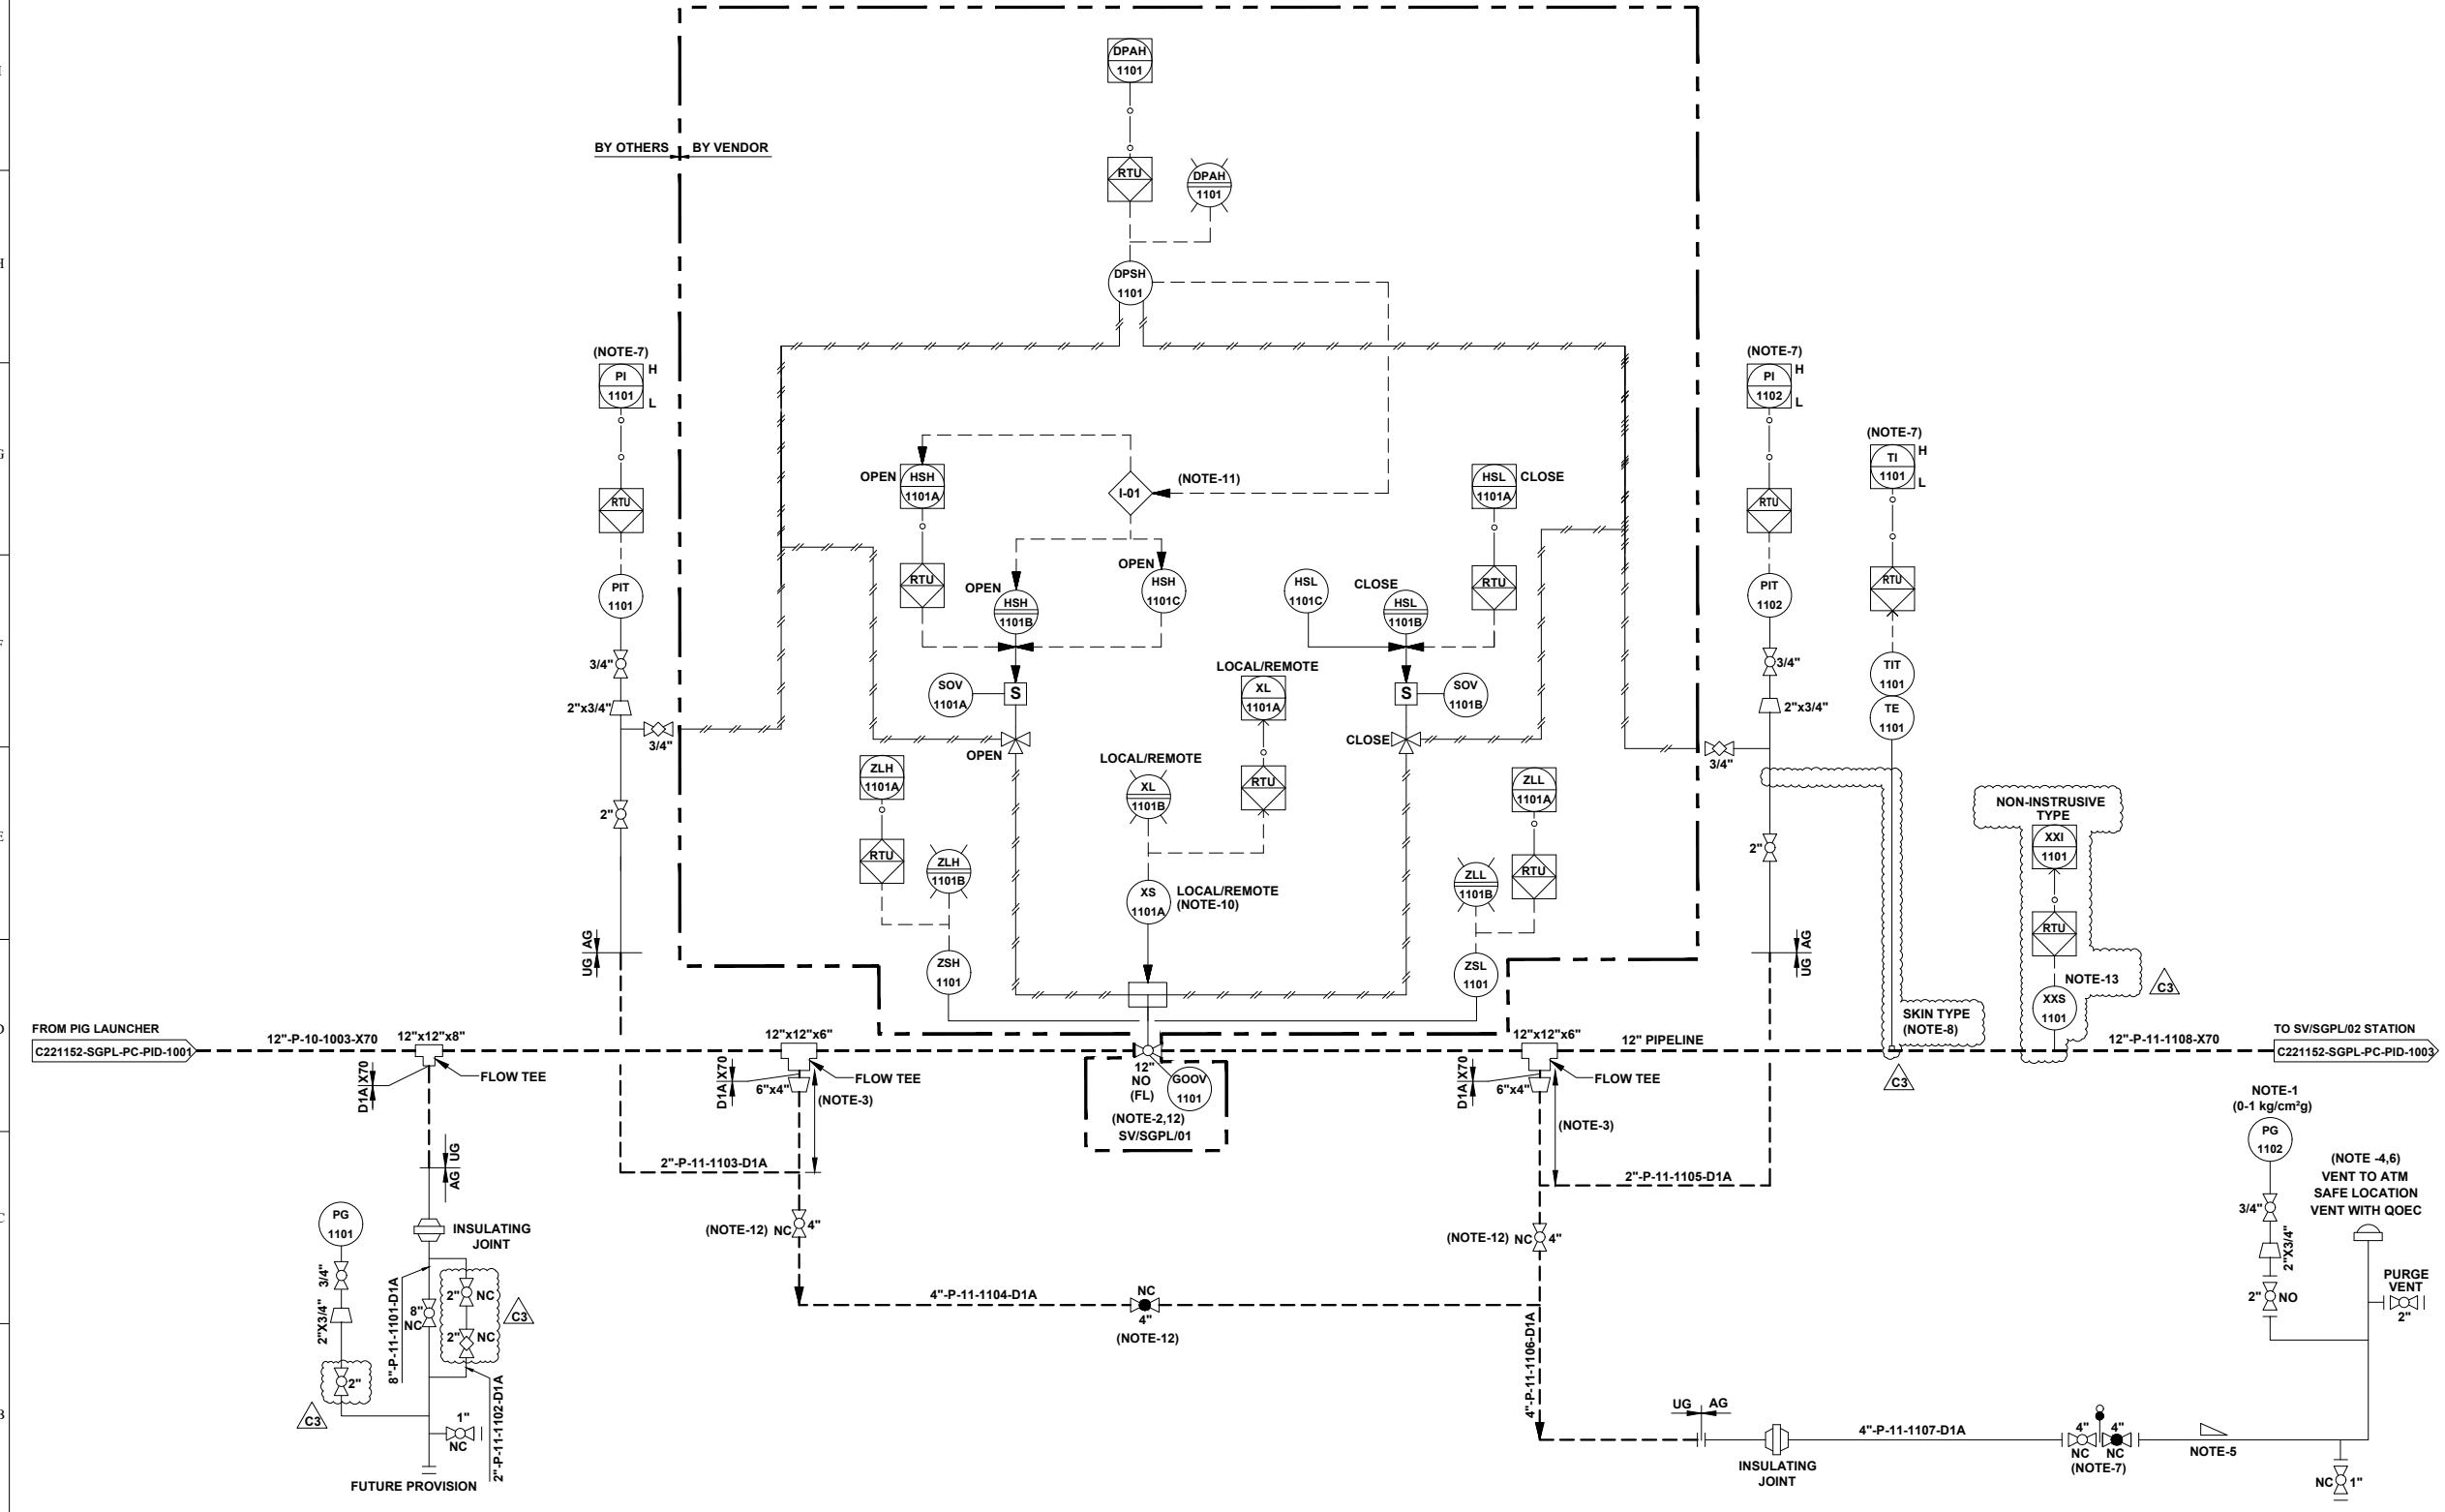 DPAH
1101
BY OTHERS
BY VENDOR
RTU
DPAH
1101
DPSH
1101
(NOTE-7)
PI
1101
H
L
RTU
PIT
1101
3/4"
2"x3/4"
3/4"
2"
UG
AG
(NOTE-7)
PI
1102
H
L
RTU
PIT
1102
3/4"
2"x3/4"
3/4"
2"
UG
AG
(NOTE-7)
TI
1101
H
L
RTU
TIT
1101
TE
1101
OPEN
HSH
1101A
RTU
I-01
(NOTE-11)
HSL
1101A
CLOSE
RTU
OPEN
HSH
1101B
OPEN
HSH
1101C
HSL
1101C
CLOSE
HSL
1101B
SOV
1101A
S
OPEN
S
SOV
1101B
CLOSE
LOCAL/REMOTE
XL
1101A
RTU
LOCAL/REMOTE
XL
1101B
XS
1101A
LOCAL/REMOTE
(NOTE-10)
ZLH
1101A
RTU
ZLH
1101B
ZSH
1101
ZLL
1101A
RTU
ZLL
1101B
ZSL
1101
NON-INSTRUSIVE
TYPE
XXI
1101
RTU
NOTE-13
XXS
1101
C3
SKIN TYPE
(NOTE-8)
C3
FROM PIG LAUNCHER
C221152-SGPL-PC-PID-1001
12"-P-10-1003-X70
12"x12"x8"
FLOW TEE
D1A
X70
12"x12"x6"
FLOW TEE
D1A
X70
6"x4"
(NOTE-3)
12"
NO
(FL)
GOOV
1101
(NOTE-2,12)
SV/SGPL/01
12"x12"x6"
FLOW TEE
D1A
X70
6"x4"
(NOTE-3)
12" PIPELINE
12"-P-11-1108-X70
TO SV/SGPL/02 STATION
C221152-SGPL-PC-PID-1003
2"-P-11-1103-D1A
2"-P-11-1105-D1A
AG
UG
INSULATING
JOINT
PG
1101
3/4"
2"X3/4"
2"
C3
8"-P-11-1101-D1A
8"
NC
2"
NC
2"
NC
C3
2"-P-11-1102-D1A
1"
NC
FUTURE PROVISION
(NOTE-12)
NC
4"
4"-P-11-1104-D1A
NC
4"
(NOTE-12)
(NOTE-12)
NC
4"
4"-P-11-1106-D1A
UG
AG
INSULATING
JOINT
4"-P-11-1107-D1A
4"
NC
4"
NC
(NOTE-7)
NOTE-5
NC
1"
NOTE-1
(0-1 kg/cm²g)
PG
1102
3/4"
2"X3/4"
2"
NO
(NOTE -4,6)
VENT TO ATM
SAFE LOCATION
VENT WITH QOEC
PURGE
VENT
2"